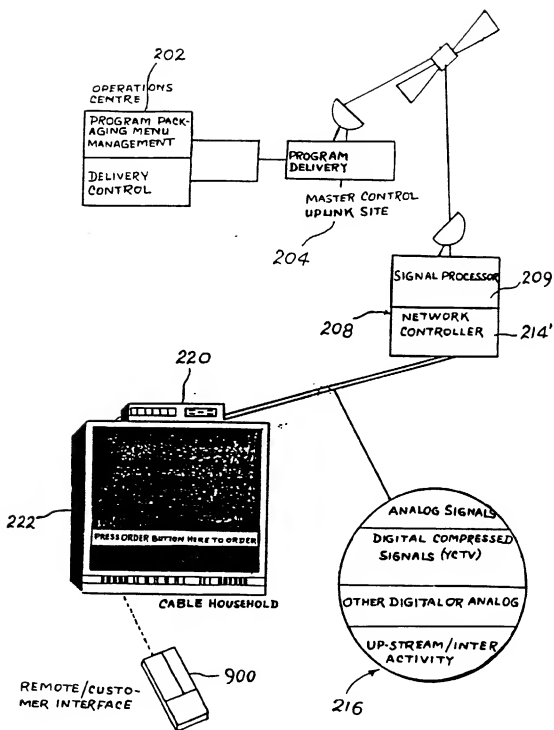 202
OPERATIONS
CENTRE
PROGRAM PACK-
AGING MENU
MANAGEMENT
DELIVERY CONTROL
PROGRAM
DELIVERY
MASTER CONTROL
UPLINK SITE
204
SIGNAL PROCESSOR
209
208
NETWORK
CONTROLLER
214'
220
222
PRESS ORDER BUTTON HERE TO ORDER
CABLE HOUSEHOLD
REMOTE/CUSTO-
MER INTERFACE
900
ANALOG SIGNALS
DIGITAL COMPRESSED
SIGNALS (YCTV)
OTHER DIGITAL OR ANALOG
UP-STREAM/INTER
ACTIVITY
216